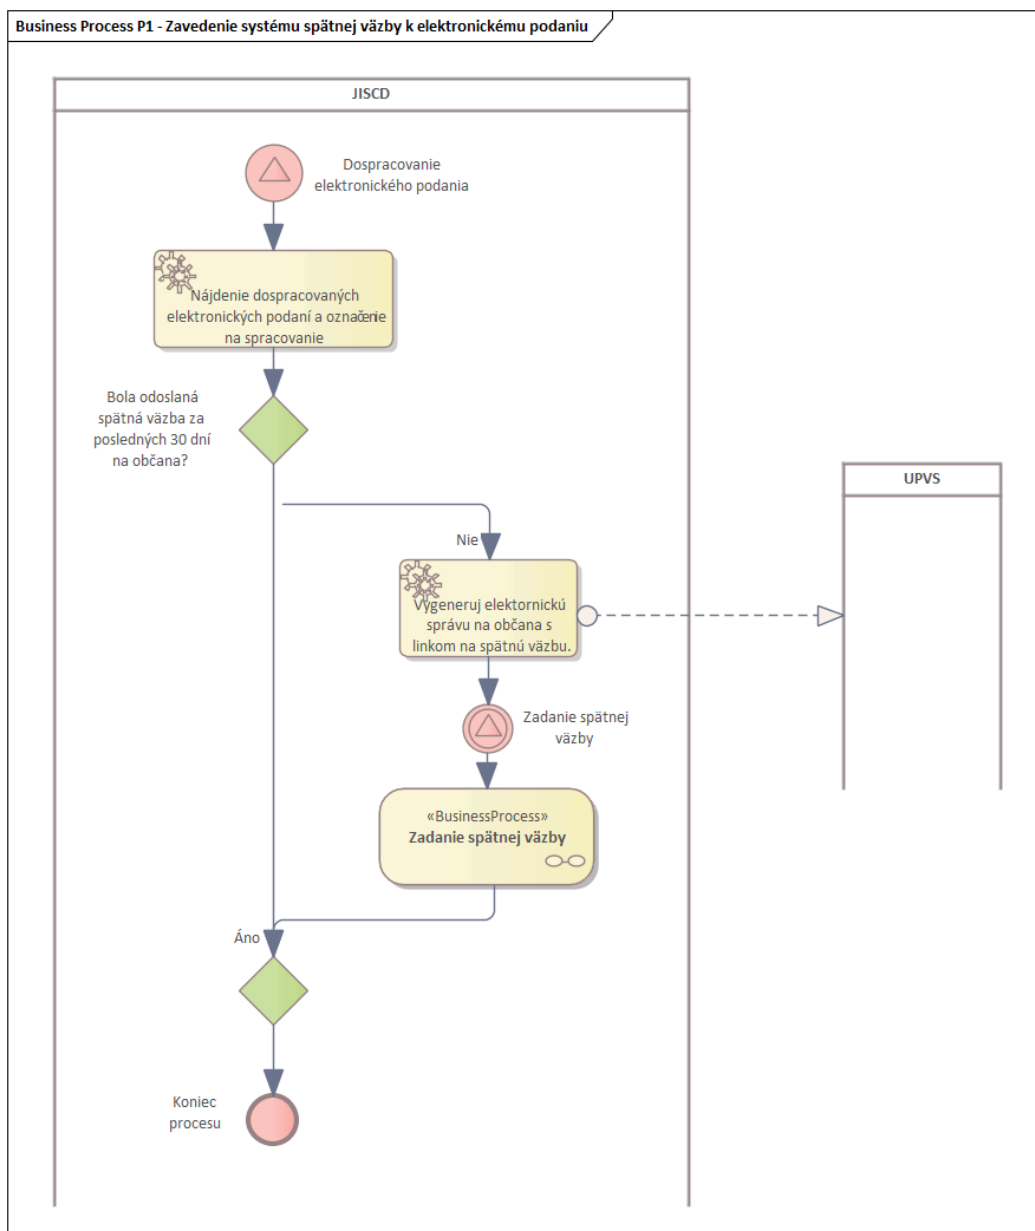 Business Process P1 - Zavedenie systému spätnej väzby k elektronickému podaniu
JISCD
Dospracovanie
elektronického podania
Nájdenie dospracovaných
elektronických podaní a označenie
na spracovanie
Bola odoslaná
spätná väzba za
posledných 30 dní
na občana?
UPVS
Nie
Vygeneruj elektornickú
správu na občana s
linkom na spätnú väzbu.
Zadanie spätnej
väzby
«BusinessProcess»
Zadanie spätnej väzby
Áno
Koniec
procesu